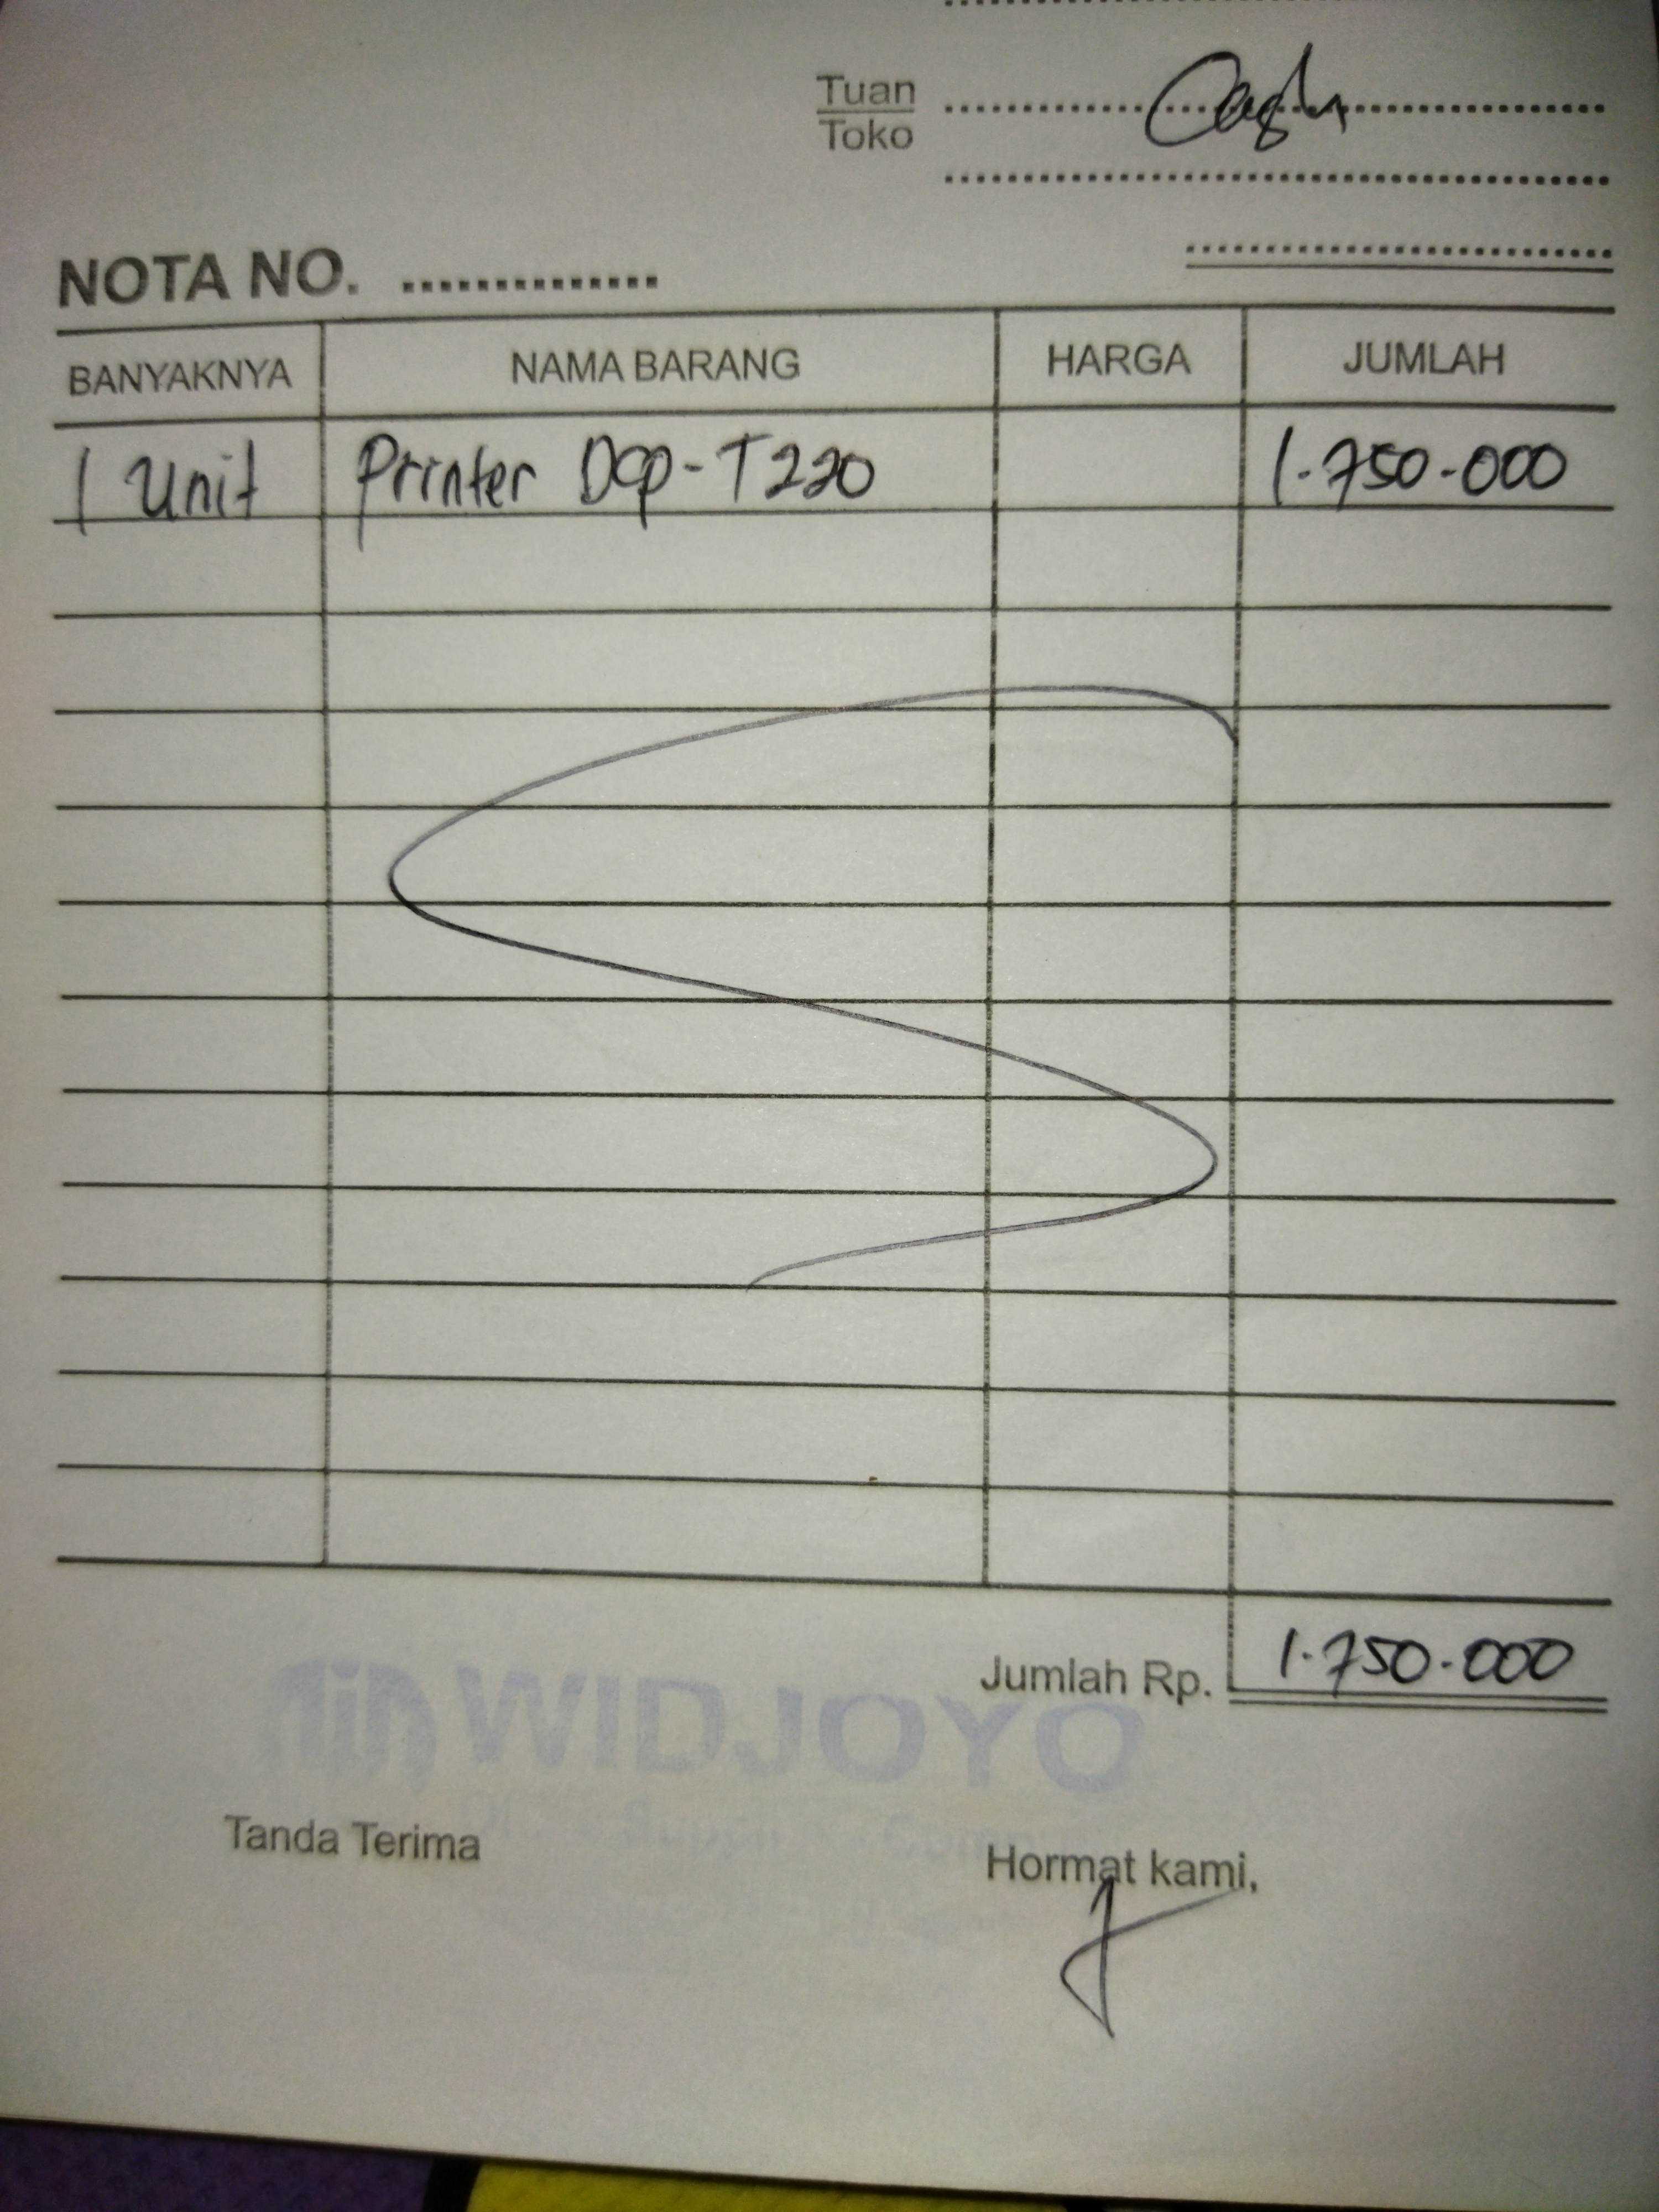 Tuan Cash
Toko
NOTA NO. ..............
BANYAKNYA NAMA BARANG HARGA JUMLAH
1 Unit Printer Dcp-T220 1.750.000
Jumlah Rp. 1.750.000
WIDJOYO
Tanda Terima
Hormat kami,